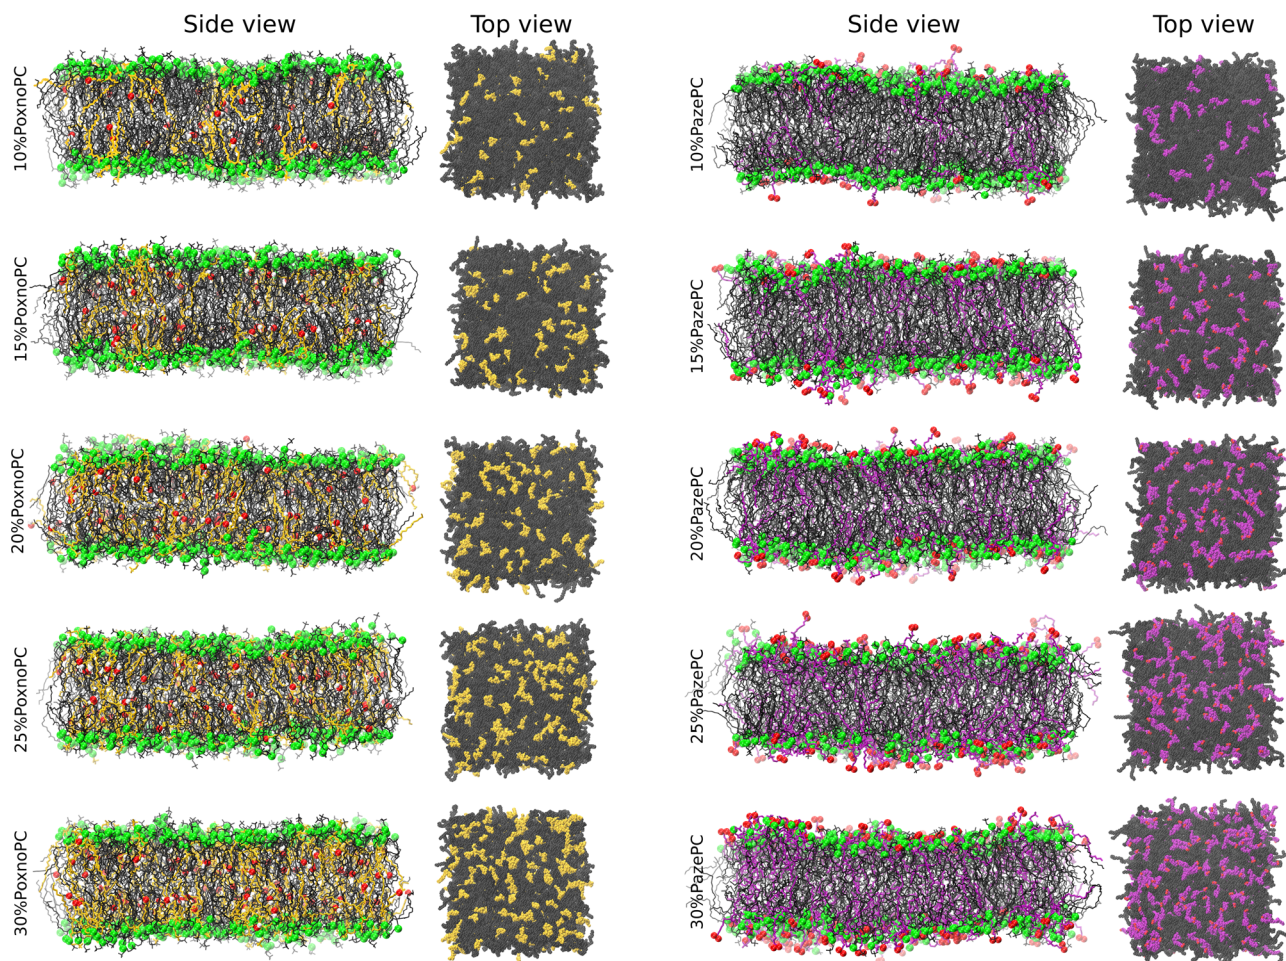 Side view
Top view
Side view
Top view
10%PoxnoPC
10%PazePC
15%PoxnoPC
15%PazePC
20%PoxnoPC
20%PazePC
25%PoxnoPC
25%PazePC
30%PoxnoPC
30%PazePC